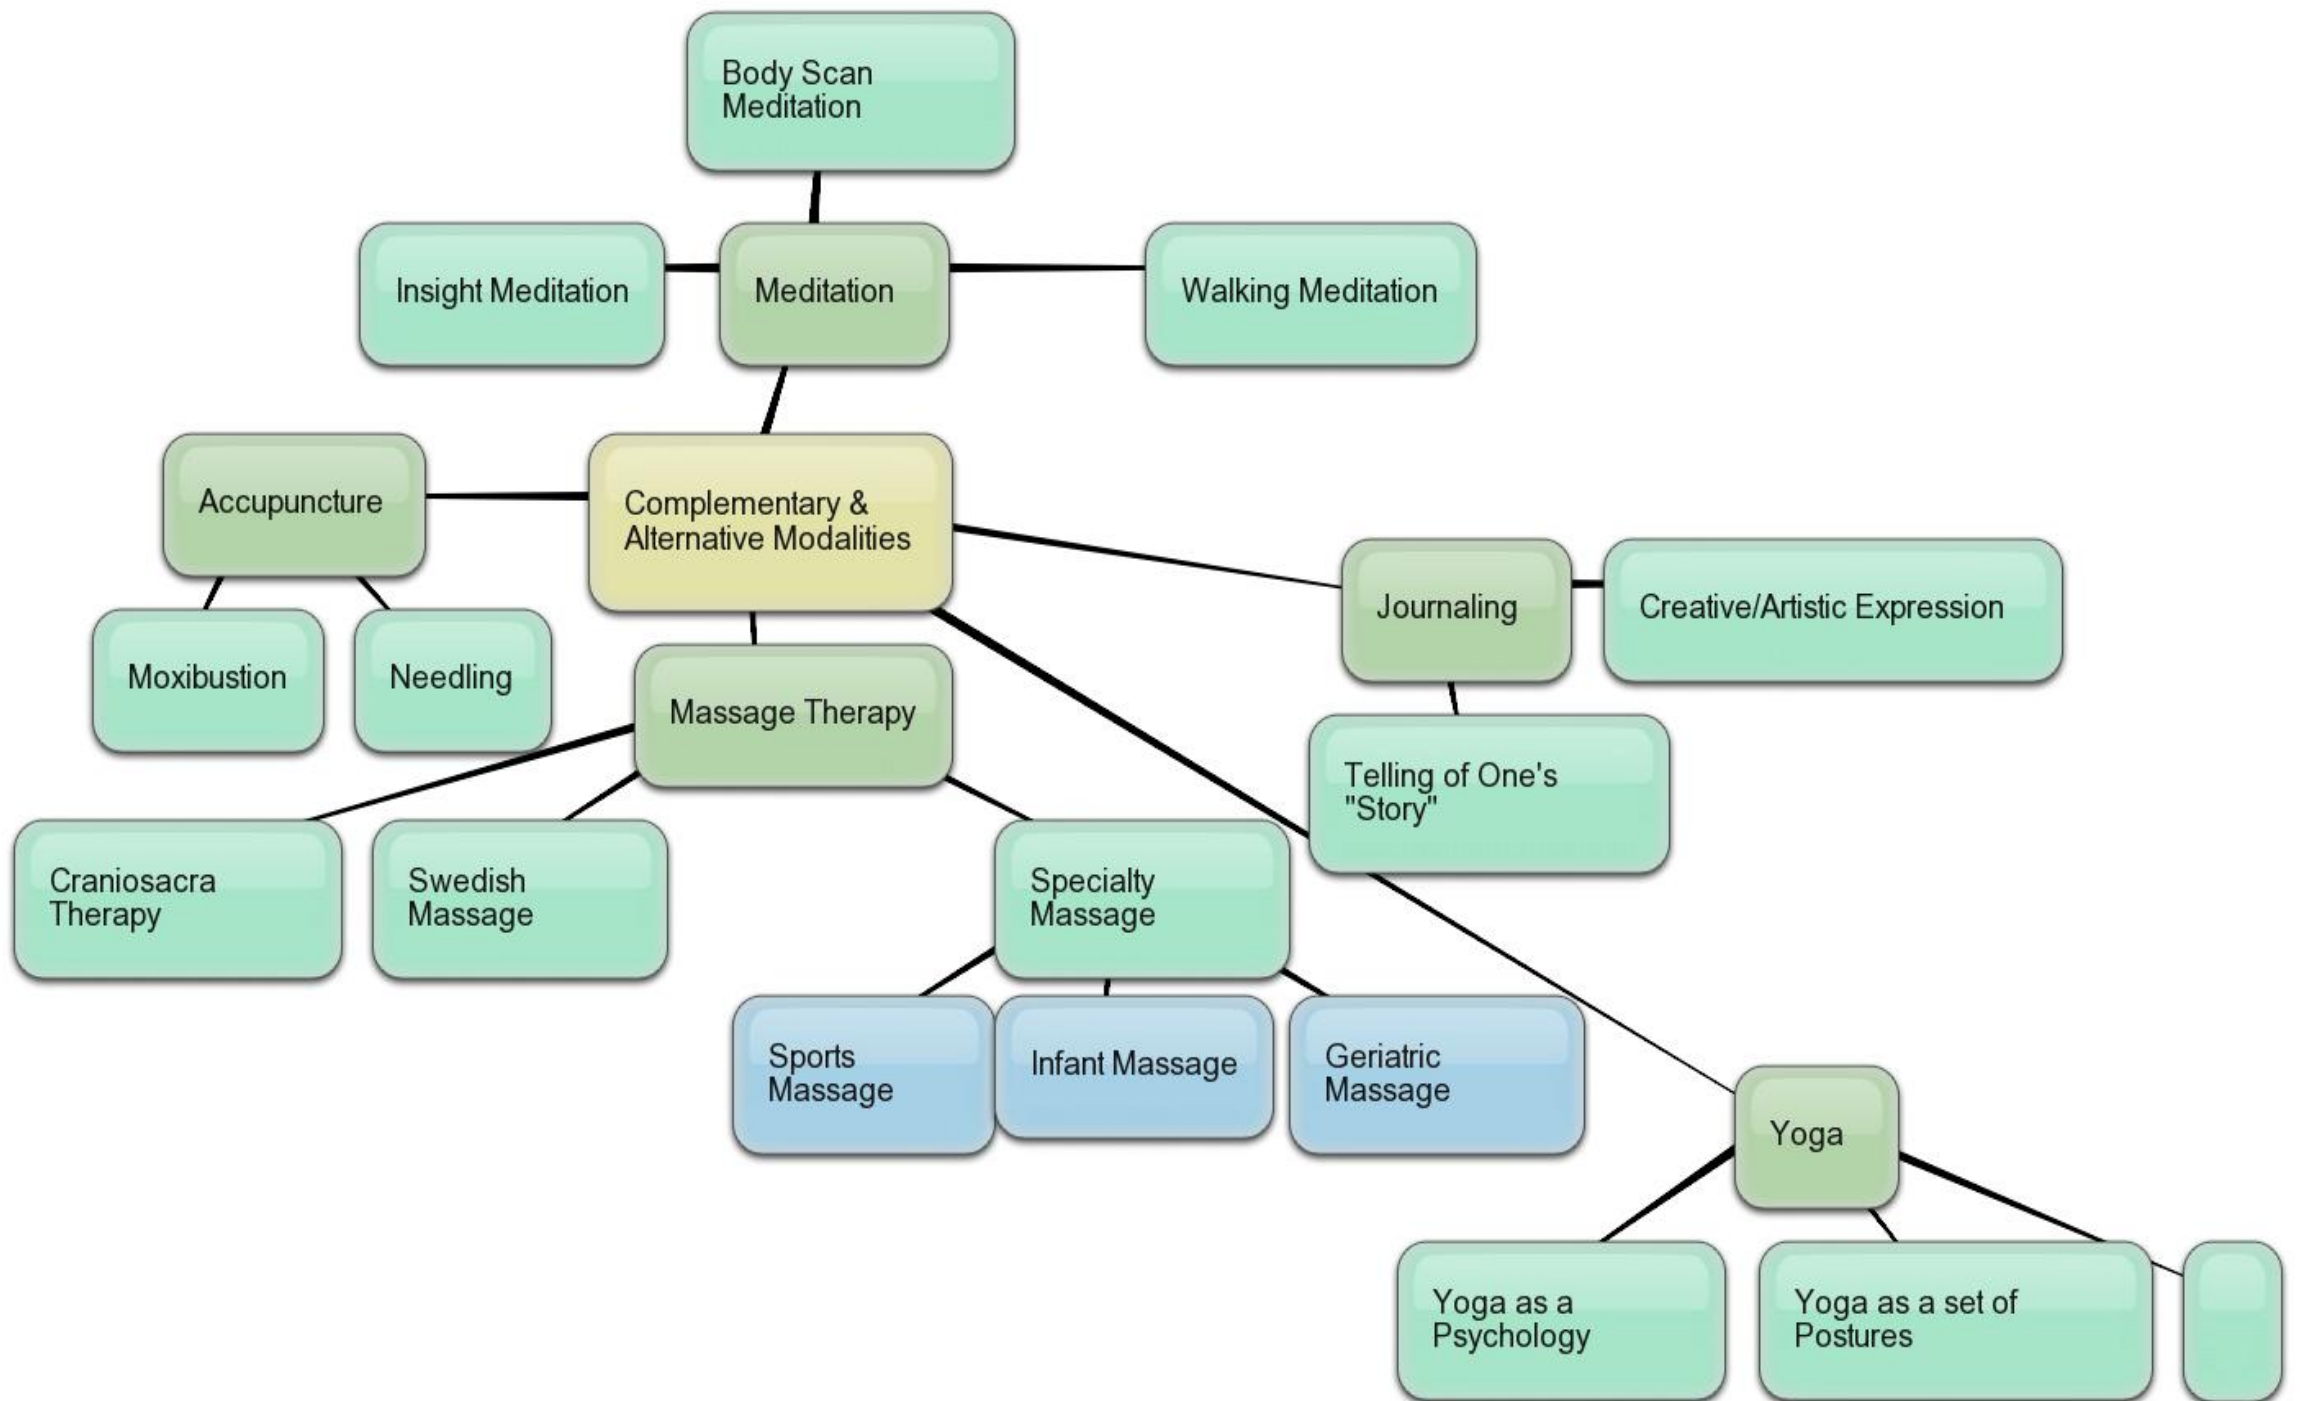 Body Scan
Meditation
Insight Meditation
Meditation
Walking Meditation
Accupuncture
Complementary &
Alternative Modalities
Journaling
Creative/Artistic Expression
Moxibustion
Needling
Massage Therapy
Telling of One's
"Story"
Craniosacra
Therapy
Swedish
Massage
Specialty
Massage
Sports
Massage
Infant Massage
Geriatric
Massage
Yoga
Yoga as a
Psychology
Yoga as a set of
Postures